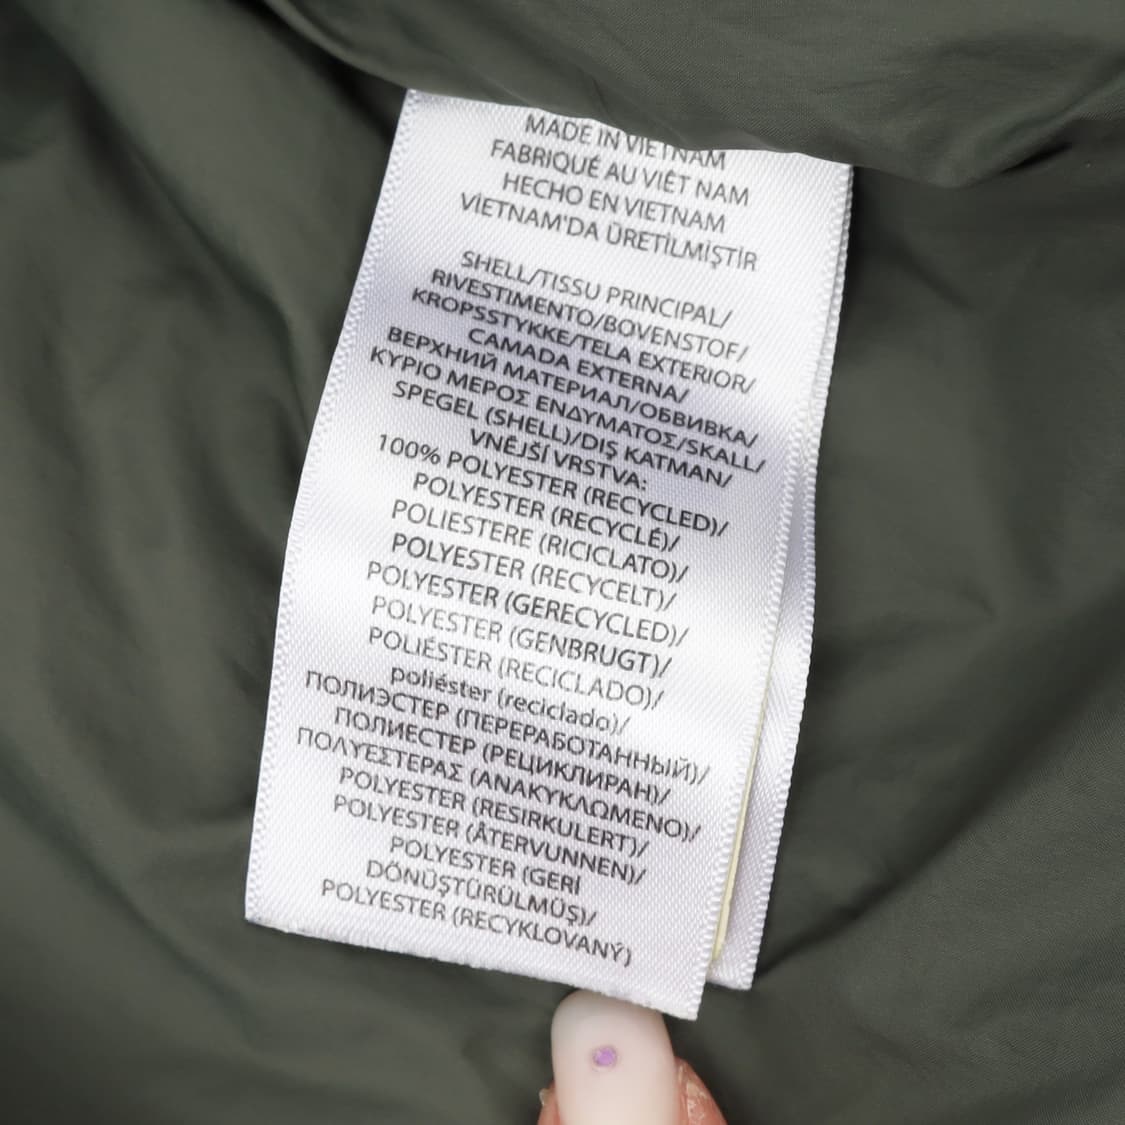 MADE IN VIETNAM
FABRIQUÉ AU VIÊT NAM
HECHO EN VIETNAM
VİETNAM'DA ÜRETİLMİŞTİR
SHELL/TISSU PRINCIPAL/
RIVESTIMENTO/BOVENSTOF/
KROPSSTYKKE/TELA EXTERIOR/
CAMADA EXTERNA/
ВЕРХНИЙ МАТЕРИАЛ/ОБВИВКА/
ΚΥΡΙΟ ΜΕΡΟΣ ΕΝΔΥΜΑΤΟΣ/SKALL/
SPEGEL (SHELL)/DIŞ KATMAN/
VNĚJŠÍ VRSTVA:
100% POLYESTER (RECYCLED)/
POLYESTER (RECYCLÉ)/
POLIESTERE (RICICLATO)/
POLYESTER (RECYCELT)/
POLYESTER (GERECYCLED)/
POLYESTER (GENBRUGT)/
POLIÉSTER (RECICLADO)/
poliéster (reciclado)/
ПОЛИЭСТЕР (ПЕРЕРАБОТАННЫЙ)/
ПОЛИЕСТЕР (РЕЦИКЛИРАН)/
ΠΟΛΥΕΣΤΕΡΑΣ (ΑΝΑΚΥΚΛΩΜΕΝΟ)/
POLYESTER (RESIRKULERT)/
POLYESTER (ÅTERVUNNEN)/
POLYESTER (GERI
DÖNÜŞTÜRÜLMÜŞ)/
POLYESTER (RECYKLOVANÝ)